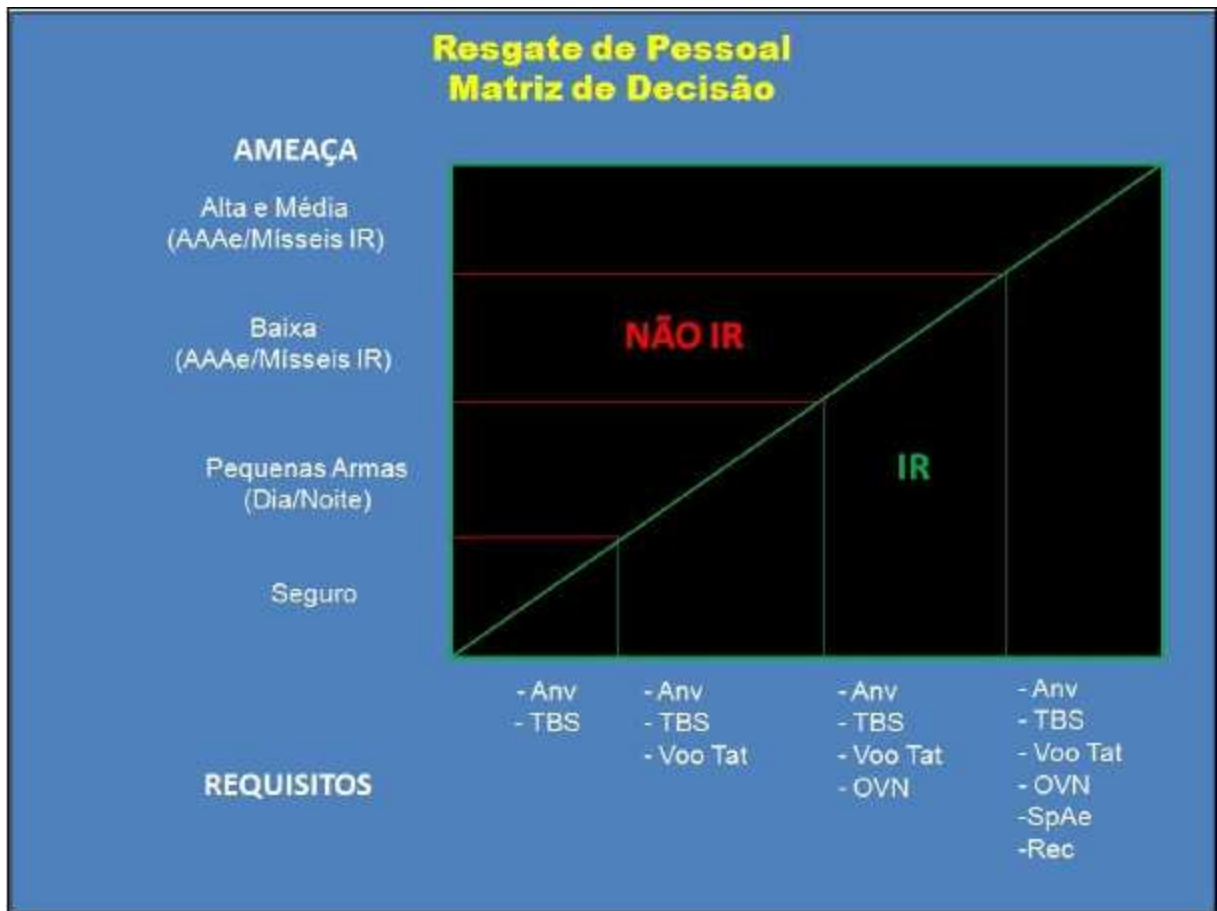 Resgate de Pessoal
Matriz de Decisão
AMEAÇA
Alta e Média
(AAAe/Mísseis IR)
Baixa
(AAAe/Mísseis IR)
Pequenas Armas
(Dia/Noite)
Seguro
NÃO IR
IR
- Anv
- TBS
- Anv
- TBS
- Voo Tat
- Anv
- TBS
- Voo Tat
- OVN
- Anv
- TBS
- Voo Tat
- OVN
-SpAe
-Rec
REQUISITOS